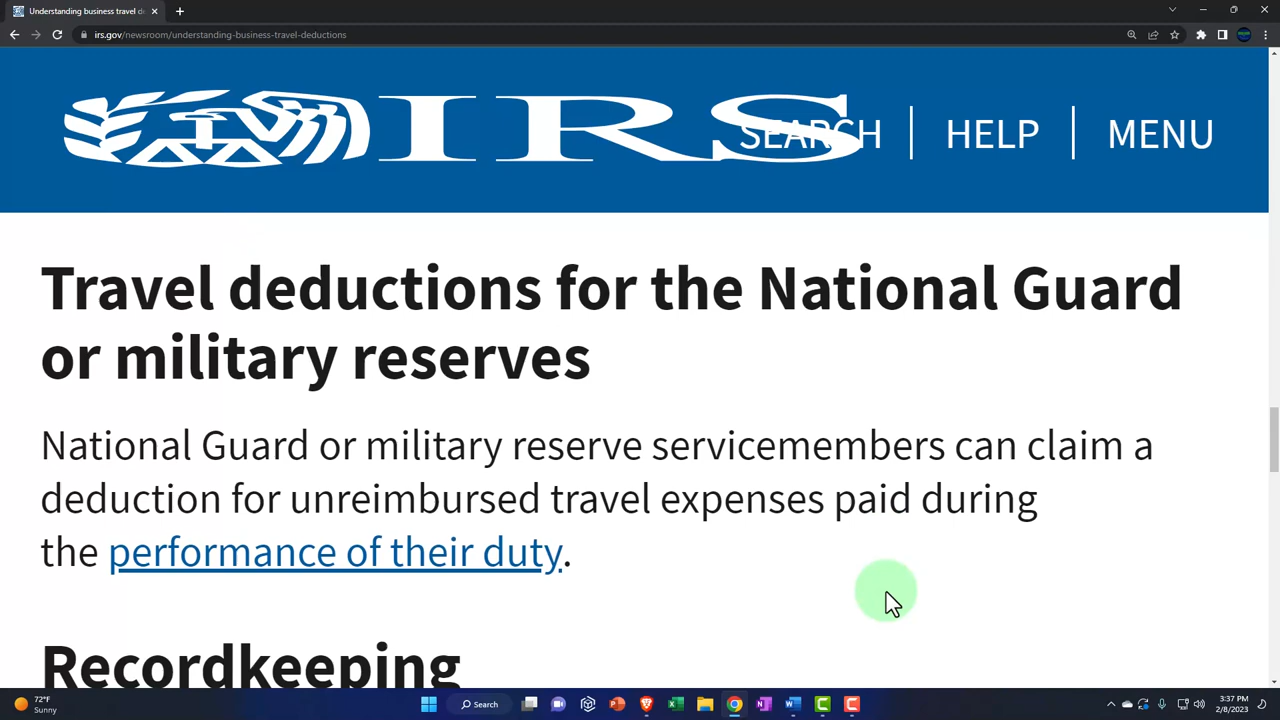 Understanding business travel d
irs.gov/newsroom/understanding-business-travel-deductions
IRS
SEARCH
HELP
MENU
Travel deductions for the National Guard
or military reserves
National Guard or military reserve servicemembers can claim a
deduction for unreimbursed travel expenses paid during
the performance of their duty.
Recordkeeping
72°F
Sunny
Search
3:37 PM
2/8/2023